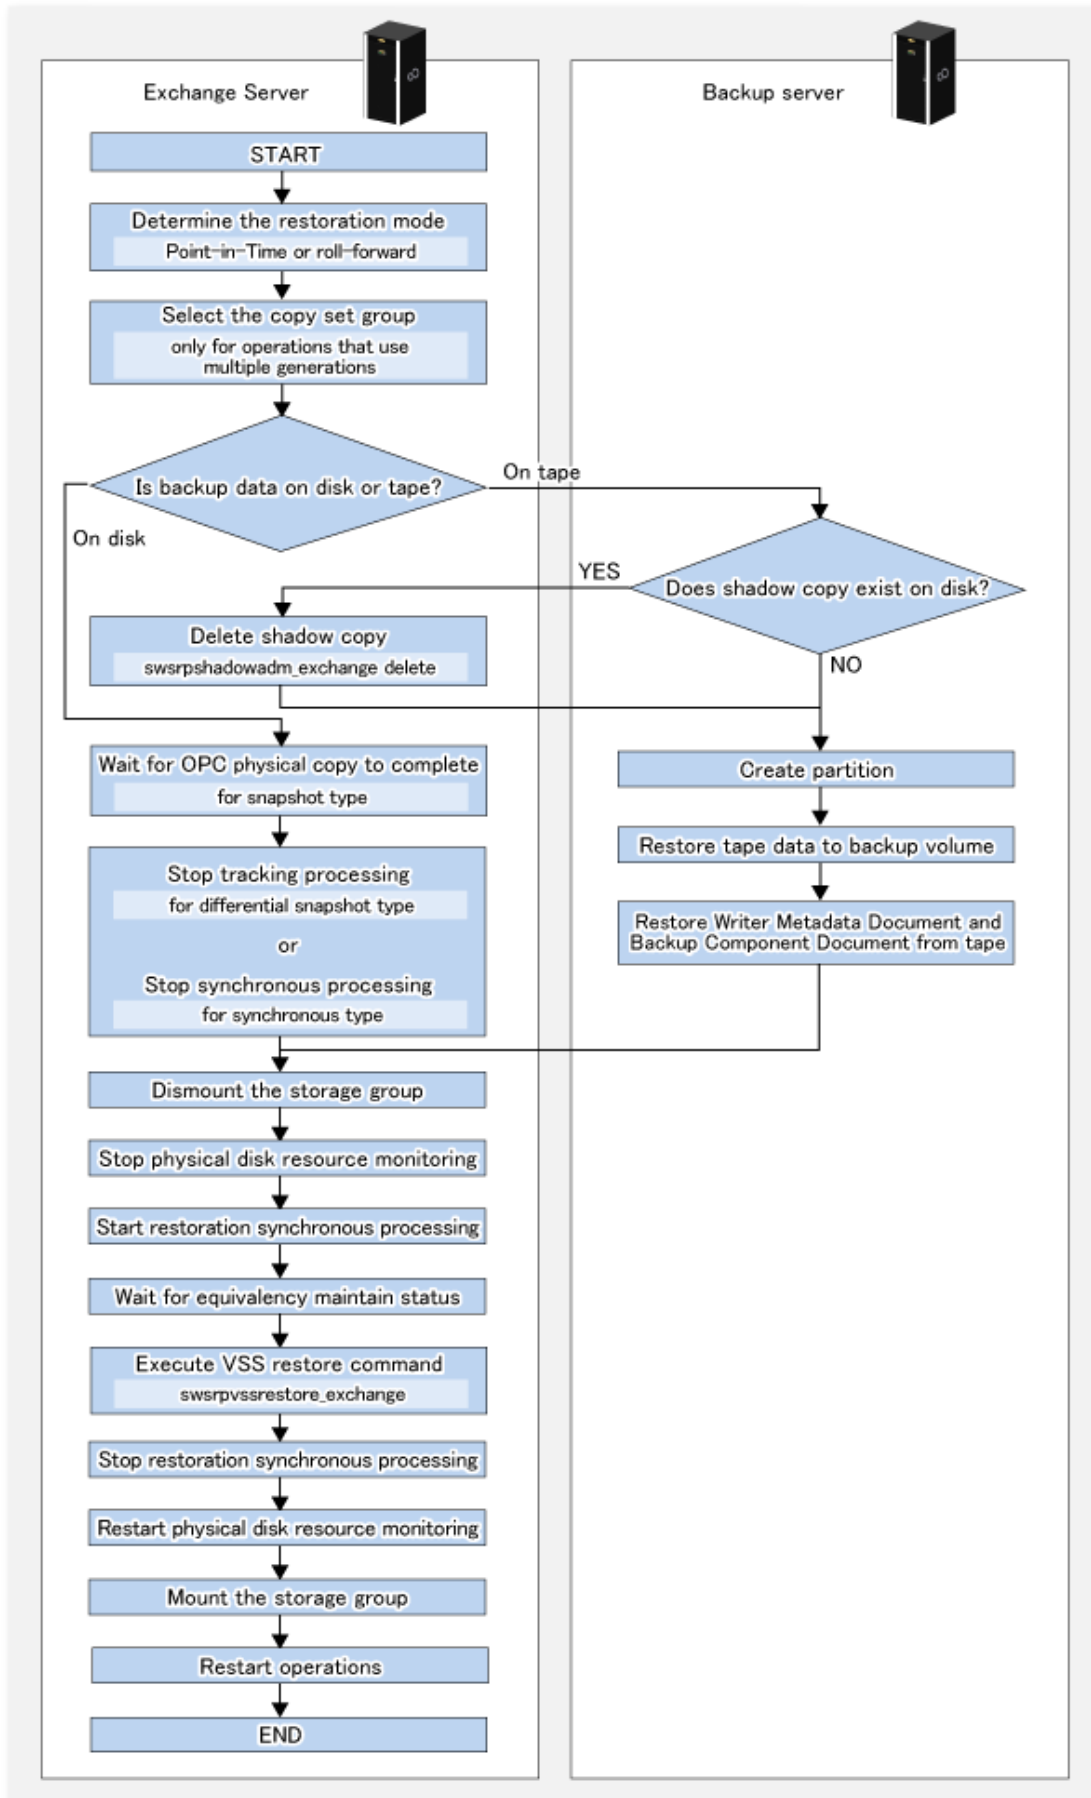 Exchange Server
Backup server
START
Determine the restoration mode
Point-in-Time or roll-forward
Select the copy set group
only for operations that use
multiple generations
Is backup data on disk or tape?
On tape
On disk
Does shadow copy exist on disk?
YES
NO
Delete shadow copy
swsrpshadowadm_exchange delete
Wait for OPC physical copy to complete
for snapshot type
Create partition
Restore tape data to backup volume
Stop tracking processing
for differential snapshot type
or
Stop synchronous processing
for synchronous type
Restore Writer Metadata Document and
Backup Component Document from tape
Dismount the storage group
Stop physical disk resource monitoring
Start restoration synchronous processing
Wait for equivalency maintain status
Execute VSS restore command
swsrpvssrestore_exchange
Stop restoration synchronous processing
Restart physical disk resource monitoring
Mount the storage group
Restart operations
END